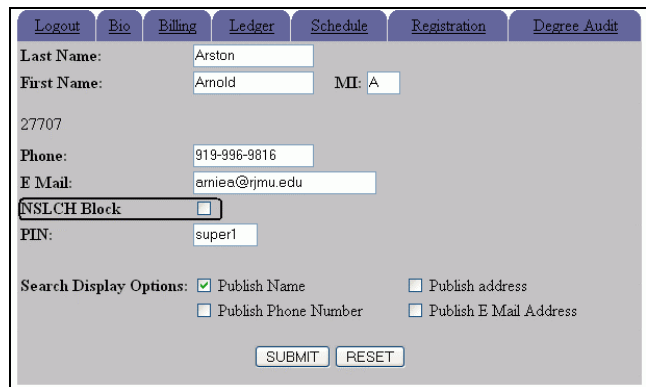 Logout Bio Billing Ledger Schedule Registration Degree Audit
Last Name: Arston
First Name: Arnold MI: A
27707
Phone: 919-996-9816
E Mail: arniea@rjmu.edu
NSLCH Block
PIN: super1
Search Display Options: Publish Name Publish address
Publish Phone Number Publish E Mail Address
SUBMIT RESET